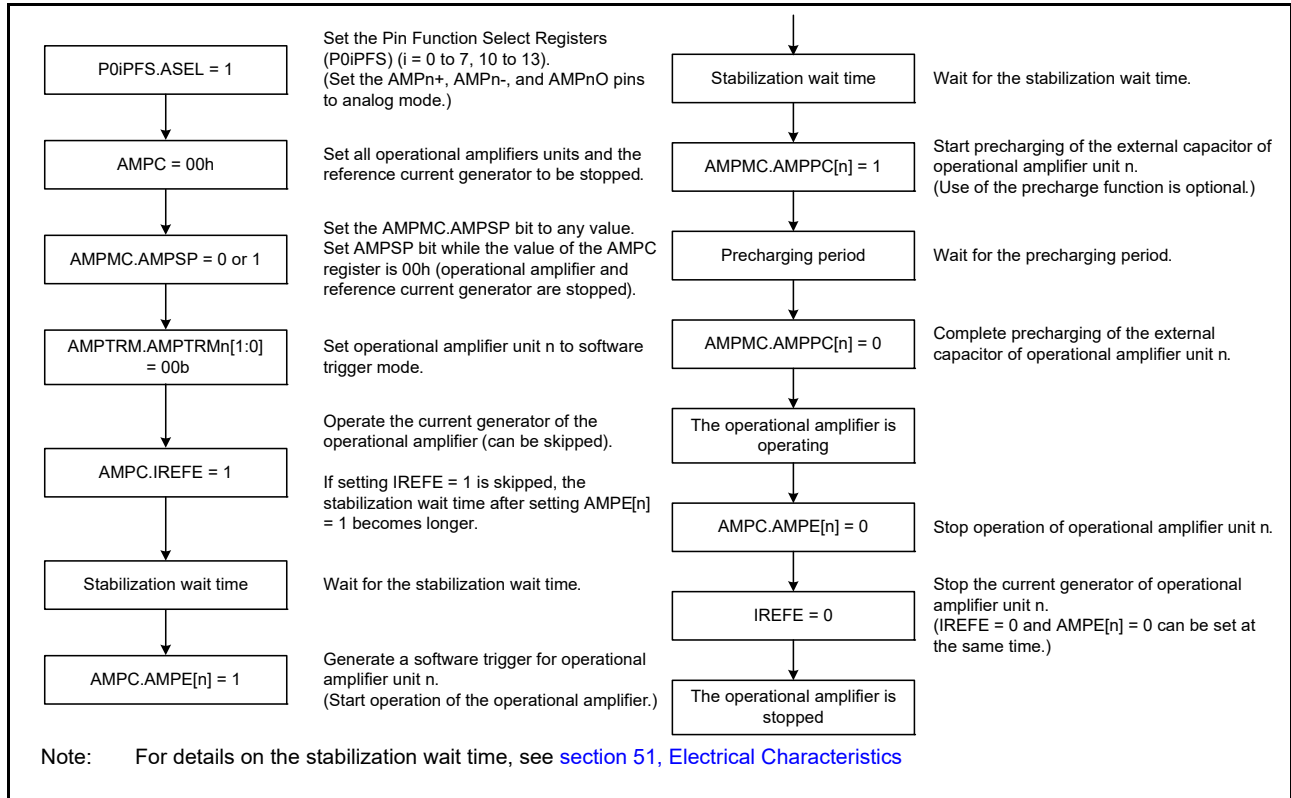 P0iPFS.ASEL = 1
Set the Pin Function Select Registers
(P0iPFS) (i = 0 to 7, 10 to 13).
(Set the AMPn+, AMPn-, and AMPnO pins
to analog mode.)
AMPC = 00h
Set all operational amplifiers units and the
reference current generator to be stopped.
AMPMC.AMPSP = 0 or 1
Set the AMPMC.AMPSP bit to any value.
Set AMPSP bit while the value of the AMPC
register is 00h (operational amplifier and
reference current generator are stopped).
AMPTRM.AMPTRMn[1:0]
= 00b
Set operational amplifier unit n to software
trigger mode.
AMPC.IREFE = 1
Operate the current generator of the
operational amplifier (can be skipped).
If setting IREFE = 1 is skipped, the
stabilization wait time after setting AMPE[n]
= 1 becomes longer.
Stabilization wait time
Wait for the stabilization wait time.
AMPC.AMPE[n] = 1
Generate a software trigger for operational
amplifier unit n.
(Start operation of the operational amplifier.)
Stabilization wait time
Wait for the stabilization wait time.
AMPMC.AMPPC[n] = 1
Start precharging of the external capacitor of
operational amplifier unit n.
(Use of the precharge function is optional.)
Precharging period
Wait for the precharging period.
AMPMC.AMPPC[n] = 0
Complete precharging of the external
capacitor of operational amplifier unit n.
The operational amplifier is
operating
AMPC.AMPE[n] = 0
Stop operation of operational amplifier unit n.
IREFE = 0
Stop the current generator of operational
amplifier unit n.
(IREFE = 0 and AMPE[n] = 0 can be set at
the same time.)
The operational amplifier is
stopped
Note: For details on the stabilization wait time, see section 51, Electrical Characteristics